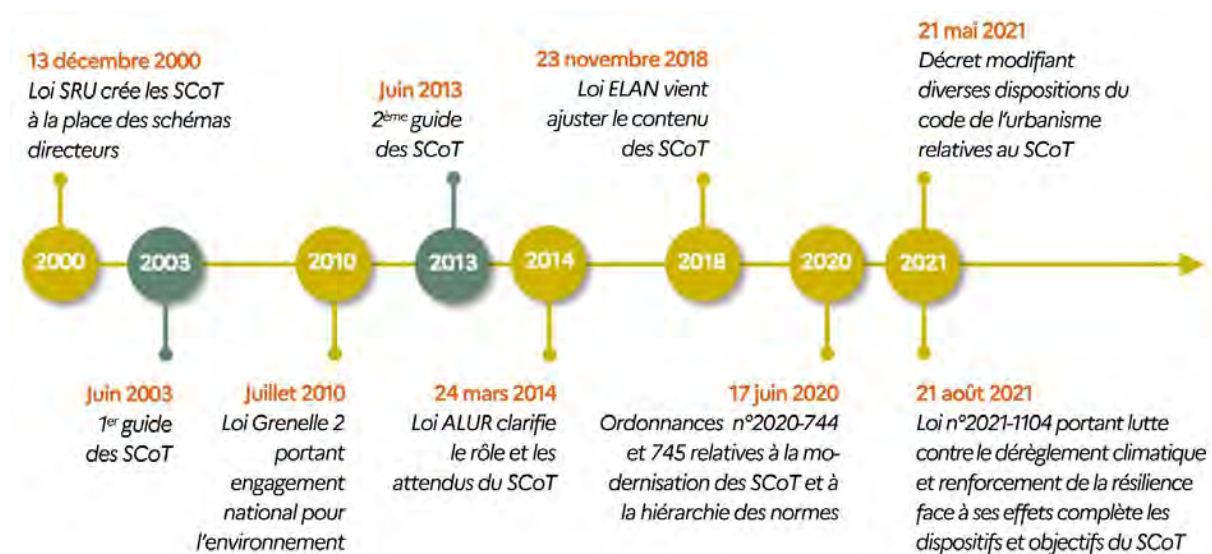 13 décembre 2000
Loi SRU crée les SCoT
à la place des schémas
directeurs
Juin 2013
2ème guide
des SCoT
23 novembre 2018
Loi ELAN vient
ajuster le contenu
des SCoT
21 mai 2021
Décret modifiant
diverses dispositions du
code de l'urbanisme
relatives au SCoT
2000
2003
2010
2013
2014
2018
2020
2021
Juin 2003
1er guide
des SCoT
Juillet 2010
Loi Grenelle 2
portant
engagement
national pour
l'environnement
24 mars 2014
Loi ALUR clarifie
le rôle et les
attendus du SCoT
17 juin 2020
Ordonnances n°2020-744
et 745 relatives à la mo-
dernisation des SCoT et à
la hiérarchie des normes
21 août 2021
Loi n°2021-1104 portant lutte
contre le dérèglement climatique
et renforcement de la résilience
face à ses effets complète les
dispositifs et objectifs du SCoT